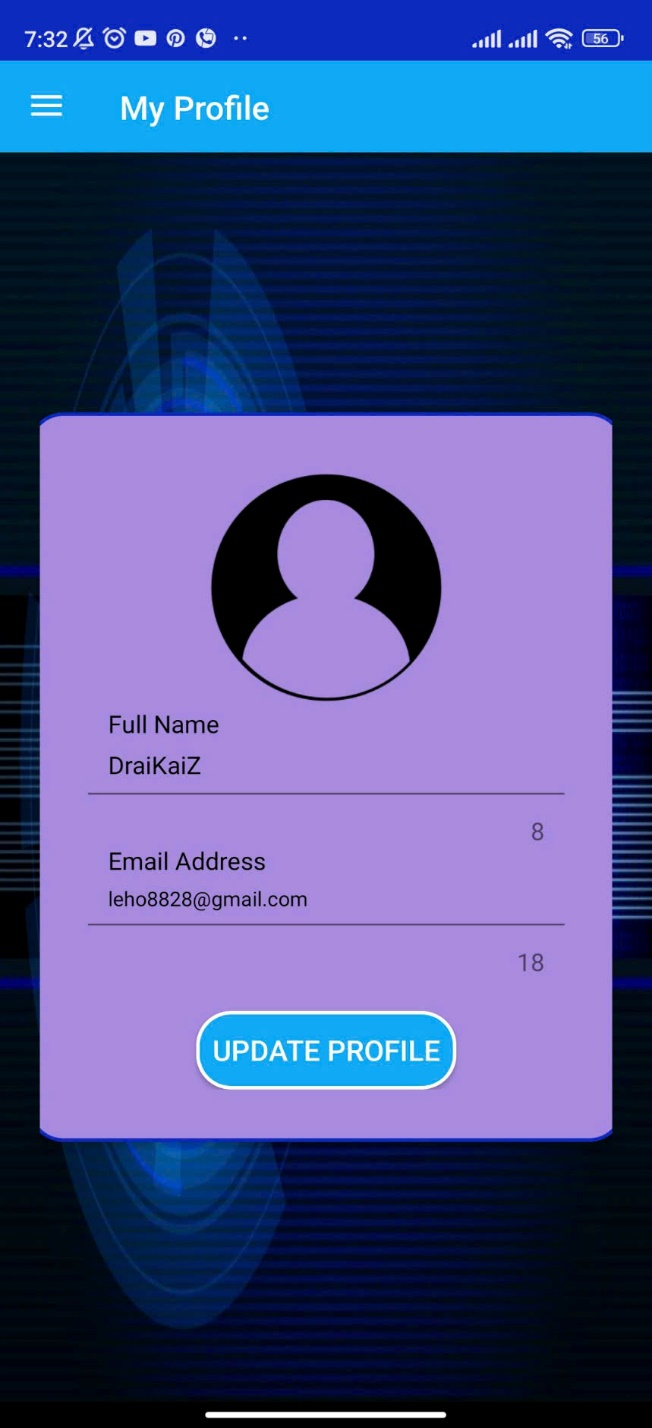 7:32
56
My Profile
Full Name
DraiKaiZ
8
Email Address
leho8828@gmail.com
18
UPDATE PROFILE